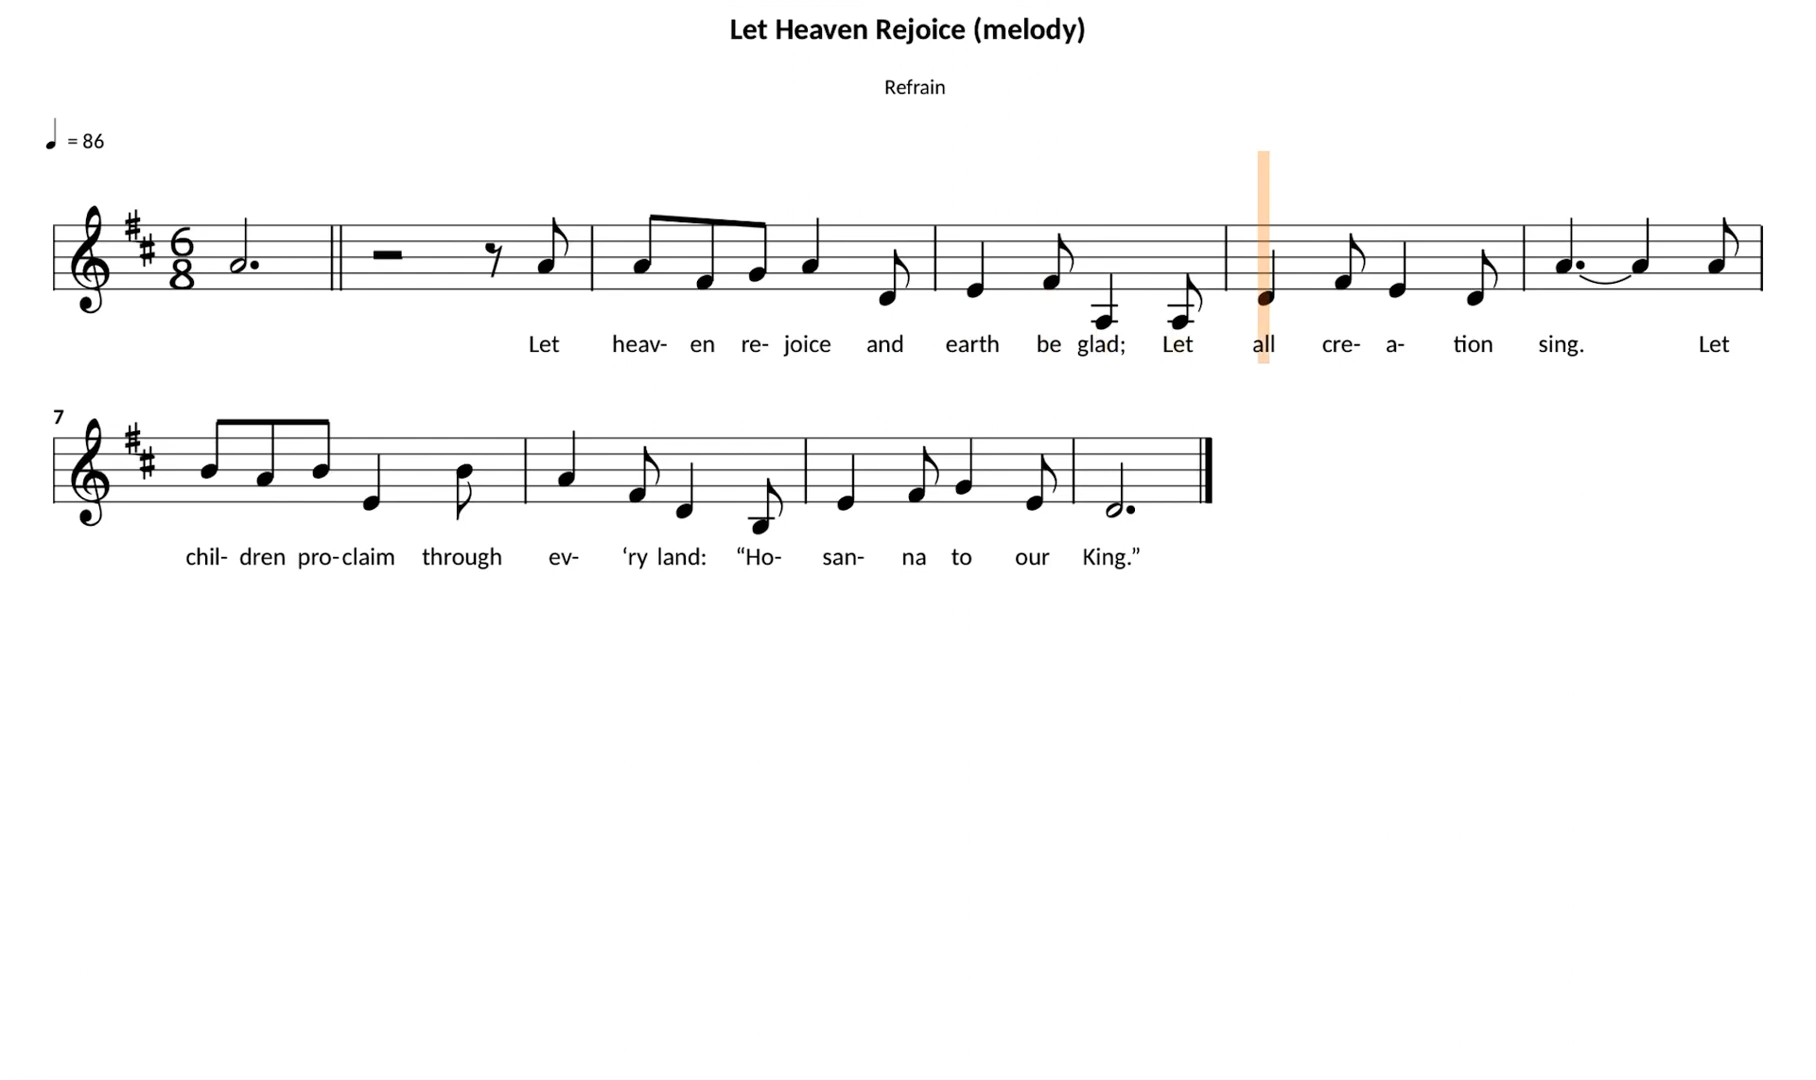 Let Heaven Rejoice (melody)
Refrain
= 86
6
8
Let heav- en re- joice and earth be glad; Let all cre- a- tion sing. Let
7
chil- dren pro- claim through ev- ‘ry land: “Ho- san- na to our King.”